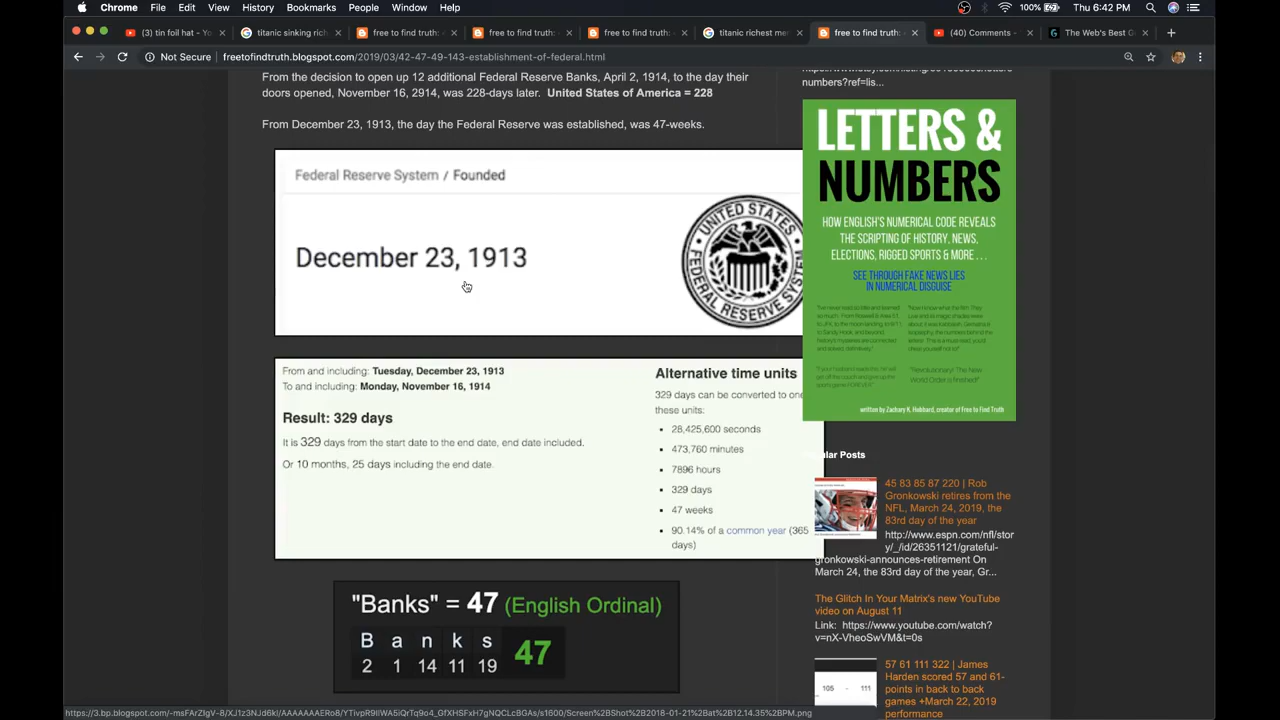 Chrome File Edit View History Bookmarks People Window Help
100% Thu 6:42 PM
(3) tin foil hat - Yo
titanic sinking rich
free to find truth:
free to find truth:
free to find truth:
titanic richest men
free to find truth:
(40) Comments -
The Web's Best G
Not Secure | freetofindtruth.blogspot.com/2019/03/42-47-49-143-establishment-of-federal.html
From the decision to open up 12 additional Federal Reserve Banks, April 2, 1914, to the day their
doors opened, November 16, 2914, was 228-days later. United States of America = 228
From December 23, 1913, the day the Federal Reserve was established, was 47-weeks.
Federal Reserve System / Founded
December 23, 1913
UNITED STATES
FEDERAL RESERVE SYSTEM
From and including: Tuesday, December 23, 1913
To and including: Monday, November 16, 1914
Result: 329 days
It is 329 days from the start date to the end date, end date included.
Or 10 months, 25 days including the end date.
Alternative time units
329 days can be converted to one
these units:
28,425,600 seconds
473,760 minutes
7896 hours
329 days
47 weeks
90.14% of a common year (365
days)
"Banks" = 47 (English Ordinal)
B a n k s
2 1 14 11 19
47
numbers?ref=lis...
LETTERS &
NUMBERS
HOW ENGLISH'S NUMERICAL CODE REVEALS
THE SCRIPTING OF HISTORY, NEWS,
ELECTIONS, RIGGED SPORTS & MORE . . .
SEE THROUGH FAKE NEWS LIES
IN NUMERICAL DISGUISE
written by Zachary K. Hubbard, creator of Free to Find Truth
Posts
45 83 85 87 220 | Rob
Gronkowski retires from the
NFL, March 24, 2019, the
83rd day of the year
http://www.espn.com/nfl/stor
y/_/id/26351121/grateful-
gronkowski-announces-retirement On
March 24, the 83rd day of the year, Gr...
The Glitch In Your Matrix's new YouTube
video on August 11
Link: https://www.youtube.com/watch?
v=nX-VheoSwVM&t=0s
57 61 111 322 | James
Harden scored 57 and 61-
points in back to back
games +March 22, 2019
performance
105 - 111